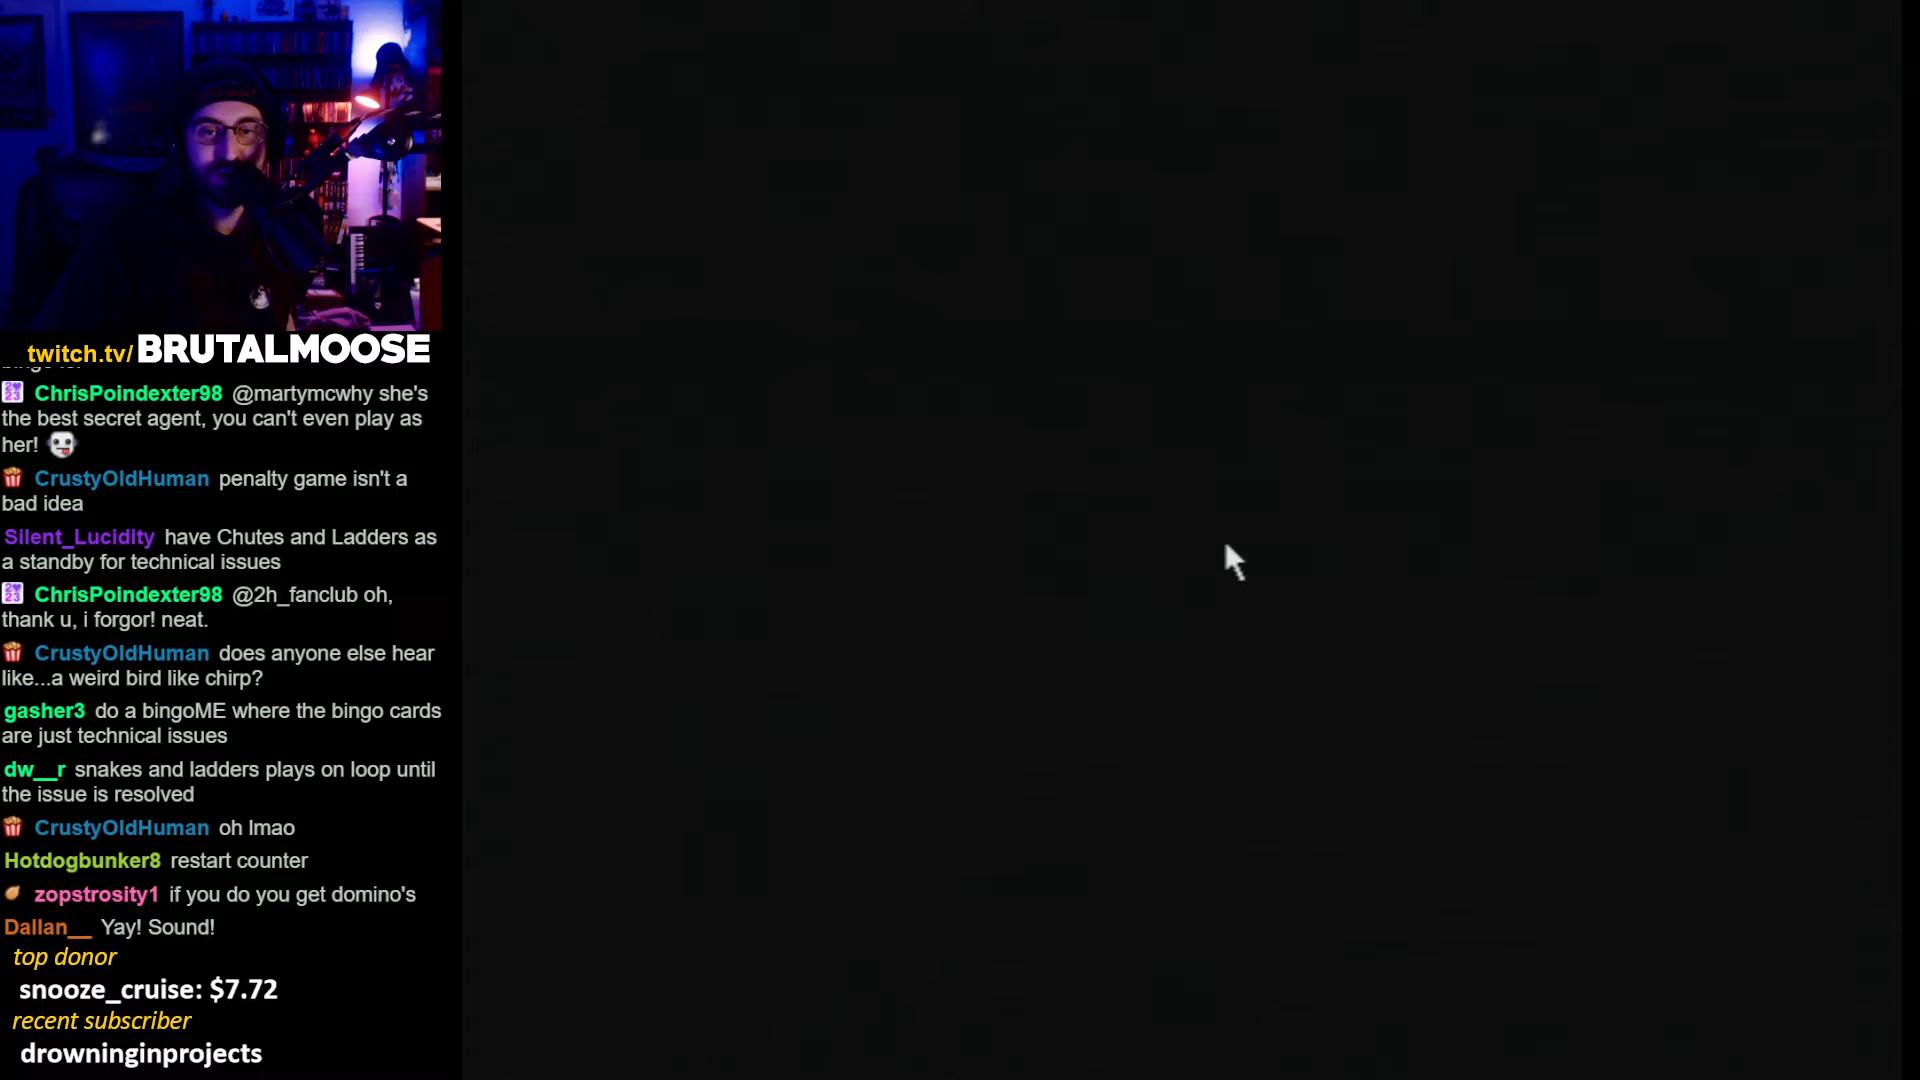 twitch.tv/BRUTALMOOSE
ChrisPoindexter98 @martymcwhy she's
the best secret agent, you can't even play as
her!
CrustyOldHuman penalty game isn't a
bad idea
Silent_Lucidity have Chutes and Ladders as
a standby for technical issues
ChrisPoindexter98 @2h_fanclub oh,
thank u, i forgor! neat.
CrustyOldHuman does anyone else hear
like...a weird bird like chirp?
gasher3 do a bingoME where the bingo cards
are just technical issues
dw__r snakes and ladders plays on loop until
the issue is resolved
CrustyOldHuman oh lmao
Hotdogbunker8 restart counter
zopstrosity1 if you do you get domino's
Dallan__ Yay! Sound!
top donor
snooze_cruise: $7.72
recent subscriber
drowninginprojects